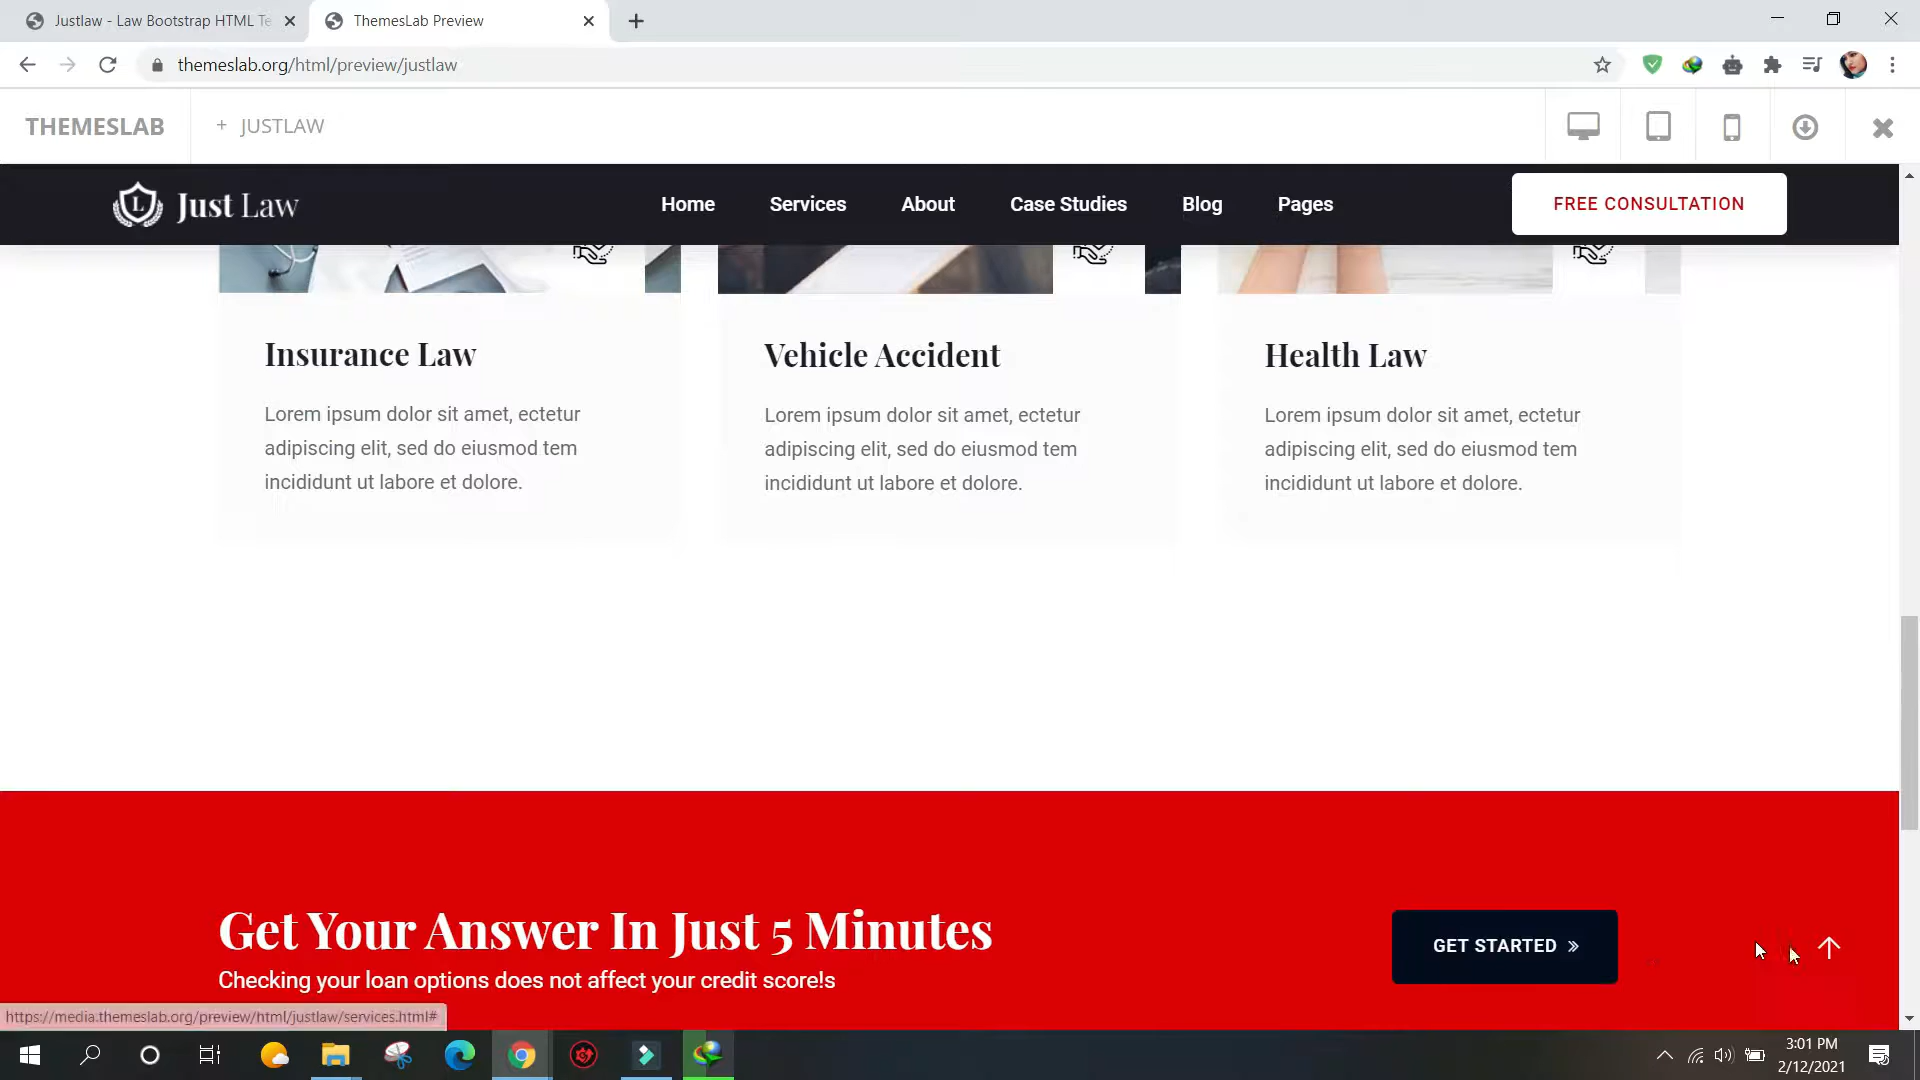 Justlaw - Law Bootstrap HTML Te
ThemesLab Preview
themeslab.org/html/preview/justlaw
THEMESLAB
+ JUSTLAW
L
Just Law
Home
Services
About
Case Studies
Blog
Pages
FREE CONSULTATION
Insurance Law
Lorem ipsum dolor sit amet, ectetur
adipiscing elit, sed do eiusmod tem
incididunt ut labore et dolore.
Vehicle Accident
Lorem ipsum dolor sit amet, ectetur
adipiscing elit, sed do eiusmod tem
incididunt ut labore et dolore.
Health Law
Lorem ipsum dolor sit amet, ectetur
adipiscing elit, sed do eiusmod tem
incididunt ut labore et dolore.
Get Your Answer In Just 5 Minutes
Checking your loan options does not affect your credit score!s
GET STARTED »
https://media.themeslab.org/preview/html/justlaw/services.html#
3:01 PM
2/12/2021